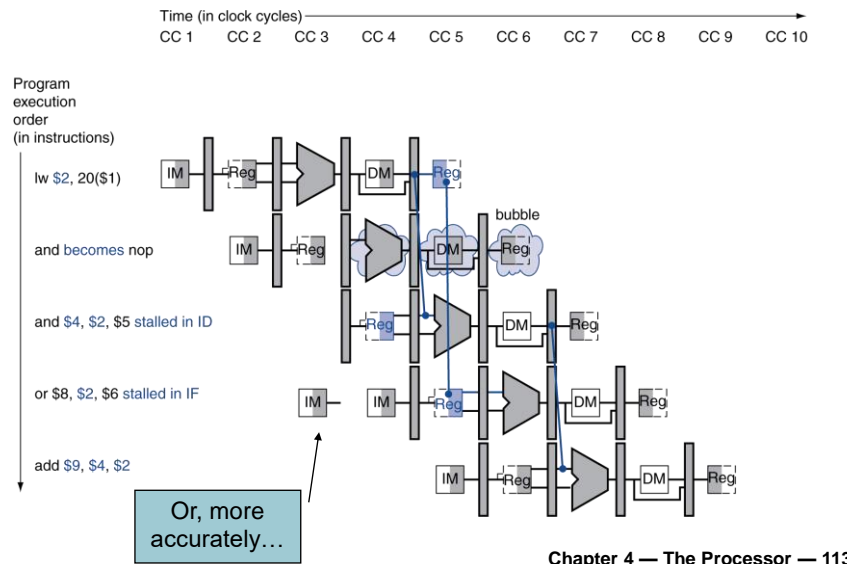 Time (in clock cycles)
CC 1 CC 2 CC 3 CC 4 CC 5 CC 6 CC 7 CC 8 CC 9 CC 10
Program
execution
order
(in instructions)
lw $2, 20($1)
IM Reg DM Reg
bubble
and becomes nop
IM Reg DM Reg
and $4, $2, $5 stalled in ID
Reg DM Reg
or $8, $2, $6 stalled in IF
IM IM Reg DM Reg
add $9, $4, $2
IM Reg DM Reg
Or, more
accurately…
Chapter 4 — The Processor — 113